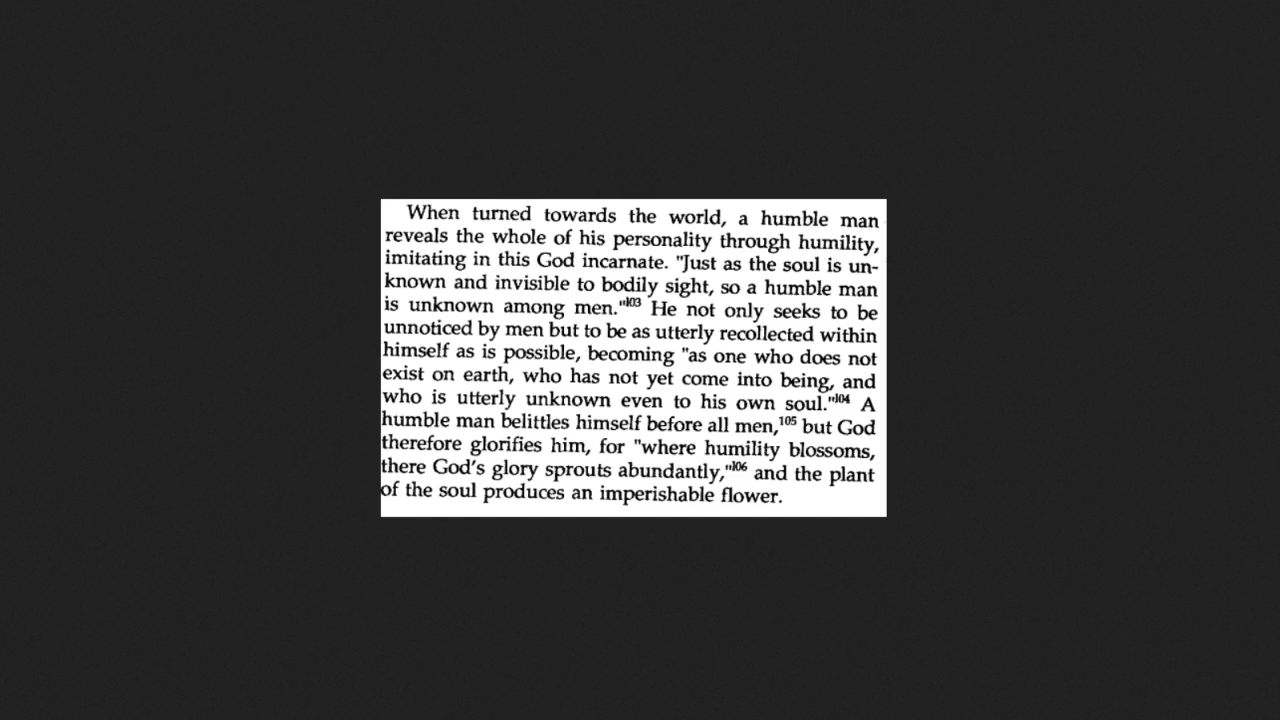 When turned towards the world, a humble man
reveals the whole of his personality through humility,
imitating in this God incarnate. "Just as the soul is un-
known and invisible to bodily sight, so a humble man
is unknown among men."103 He not only seeks to be
unnoticed by men but to be as utterly recollected within
himself as is possible, becoming "as one who does not
exist on earth, who has not yet come into being, and
who is utterly unknown even to his own soul."104 A
humble man belittles himself before all men,105 but God
therefore glorifies him, for "where humility blossoms,
there God's glory sprouts abundantly,"106 and the plant
of the soul produces an imperishable flower.